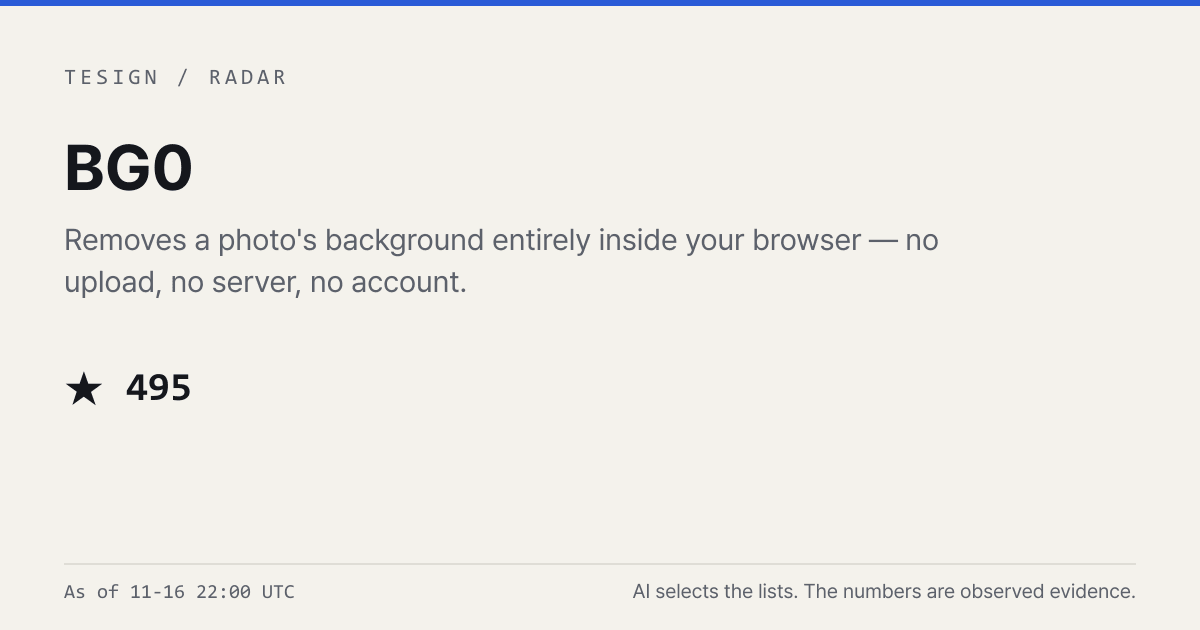 TESIGN / RADAR
BG0
Removes a photo's background entirely inside your browser — no
upload, no server, no account.
★ 495
As of 11-16 22:00 UTC
AI selects the lists. The numbers are observed evidence.